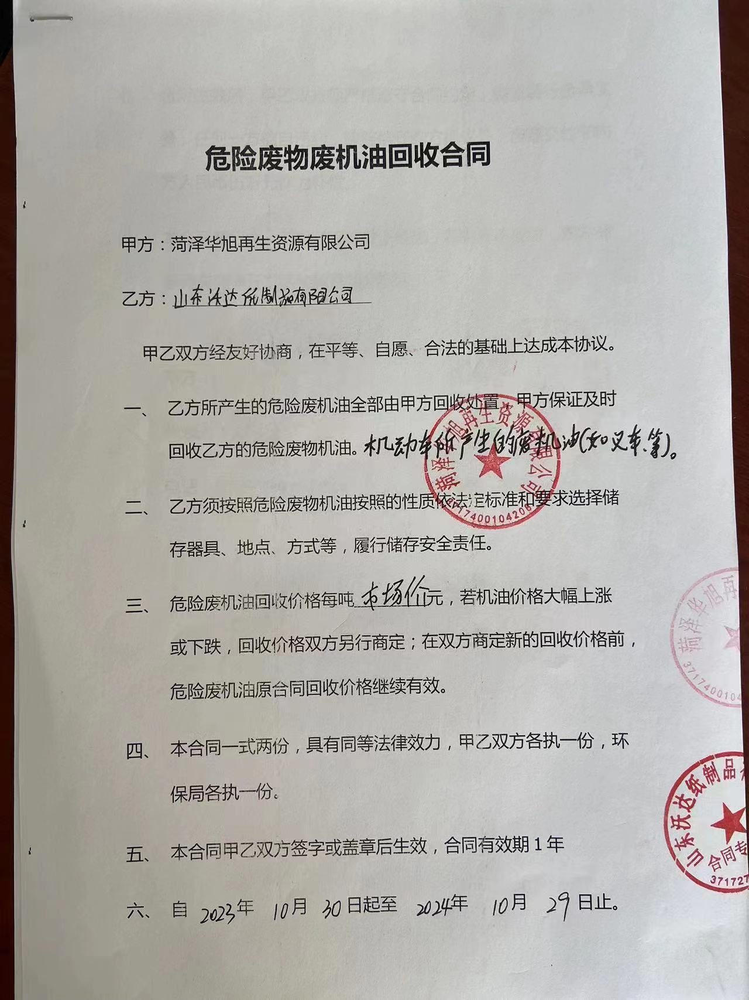 危险废物废机油回收合同
甲方：菏泽华旭再生资源有限公司
乙方：山东沃达纸制品有限公司
甲乙双方经友好协商，在平等、自愿、合法的基础上达成本协议。
一、 乙方所产生的危险废机油全部由甲方回收处置，甲方保证及时
回收乙方的危险废物机油。机动车所产生的废机油(如叉车等)。
二、 乙方须按照危险废物机油按照的性质依法定标准和要求选择储
存器具、地点、方式等，履行储存安全责任。
三、 危险废机油回收价格每吨 市场价元，若机油价格大幅上涨
或下跌，回收价格双方另行商定；在双方商定新的回收价格前，
危险废机油原合同回收价格继续有效。
四、 本合同一式两份，具有同等法律效力，甲乙双方各执一份，环
保局各执一份。
五、 本合同甲乙双方签字或盖章后生效，合同有效期1年
六、 自 2023年 10月 30日起至 2024年 10月 29日止。
菏泽华旭再生资源有限公司
3717400104206
菏泽华旭再
371740010
山东沃达纸制品
合同专
371727